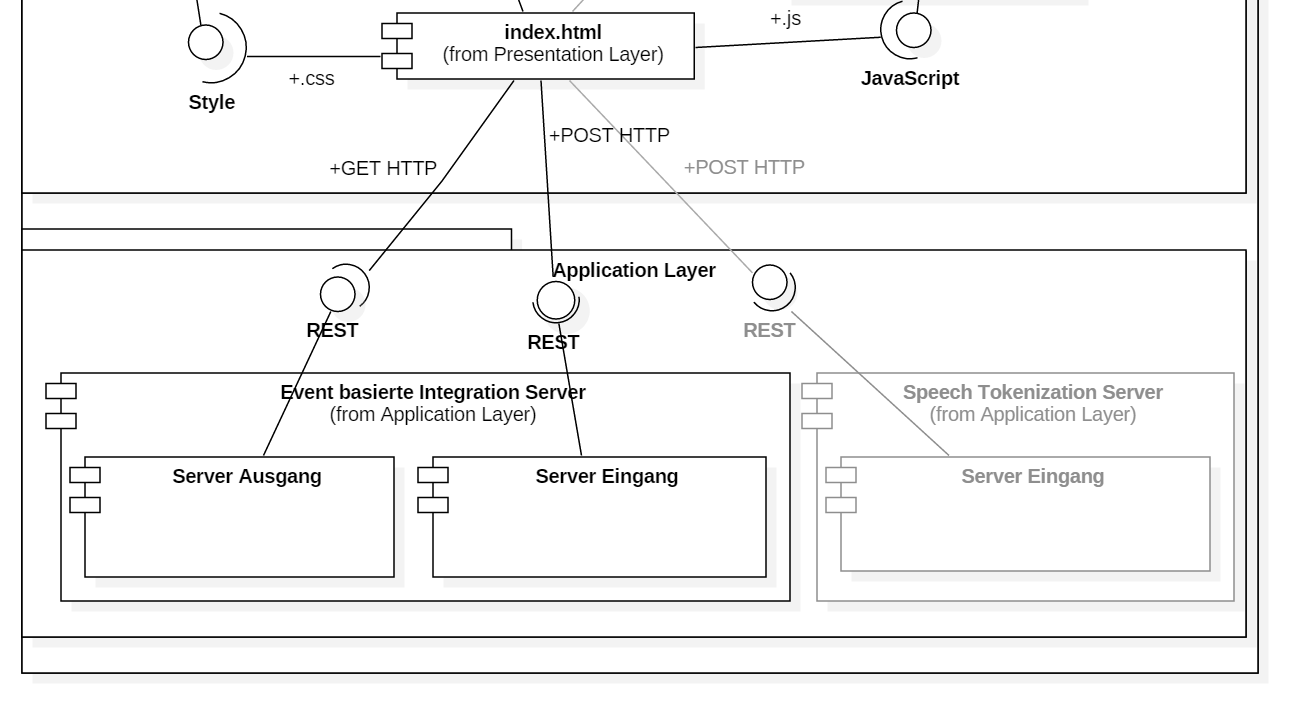 +.js
index.html
(from Presentation Layer)
+.css
JavaScript
Style
+POST HTTP
+GET HTTP
+POST HTTP
Application Layer
REST
REST
REST
Event basierte Integration Server
(from Application Layer)
Speech Tokenization Server
(from Application Layer)
Server Ausgang
Server Eingang
Server Eingang